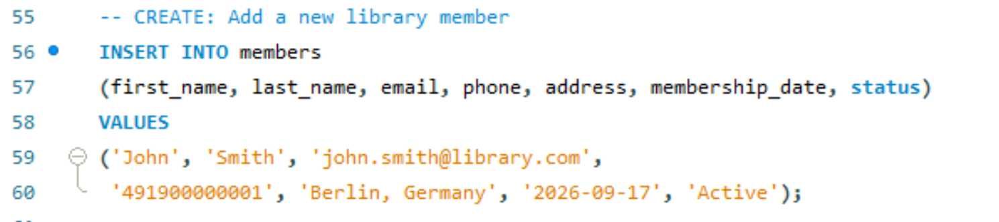 55 -- CREATE: Add a new library member
56 INSERT INTO members
57 (first_name, last_name, email, phone, address, membership_date, status)
58 VALUES
59 ('John', 'Smith', 'john.smith@library.com',
60 '491900000001', 'Berlin, Germany', '2026-09-17', 'Active');